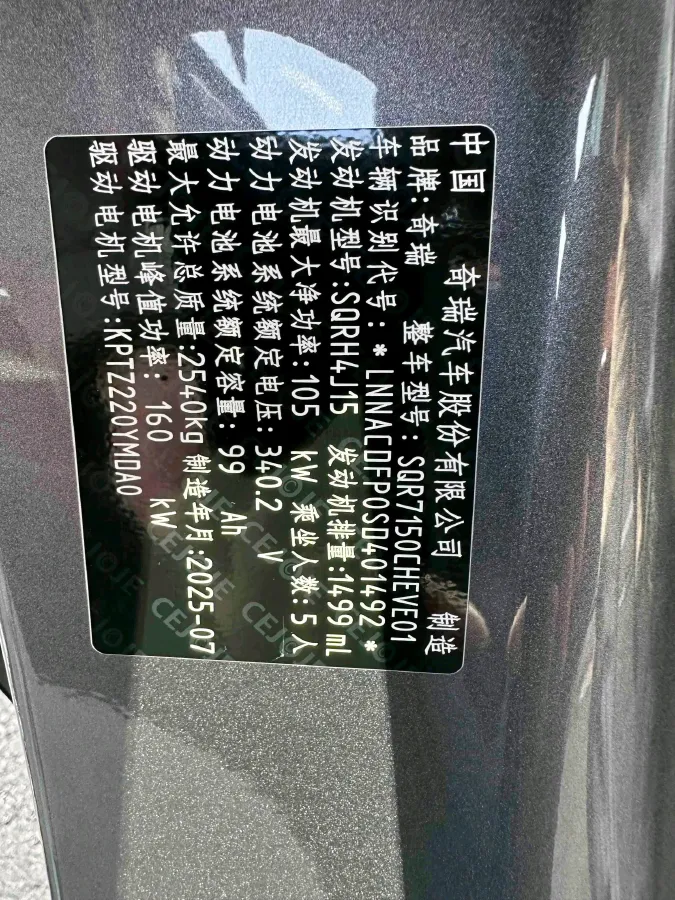 中国 奇瑞汽车股份有限公司 制造
品牌:奇瑞 整车型号:SQR7150CHEVE01
车辆识别代号:*LNNACDFP0SD401492*
发动机型号:SQRH4J15 发动机排量:1499ml
发动机最大净功率:105 kW 乘坐人数:5人
动力电池系统额定电压:340.2 V
动力电池系统额定容量:99 Ah
最大允许总质量:2540kg 制造年月:2025-07
驱动电机峰值功率:160 kW
驱动电机型号:KPTZ220YMDA0